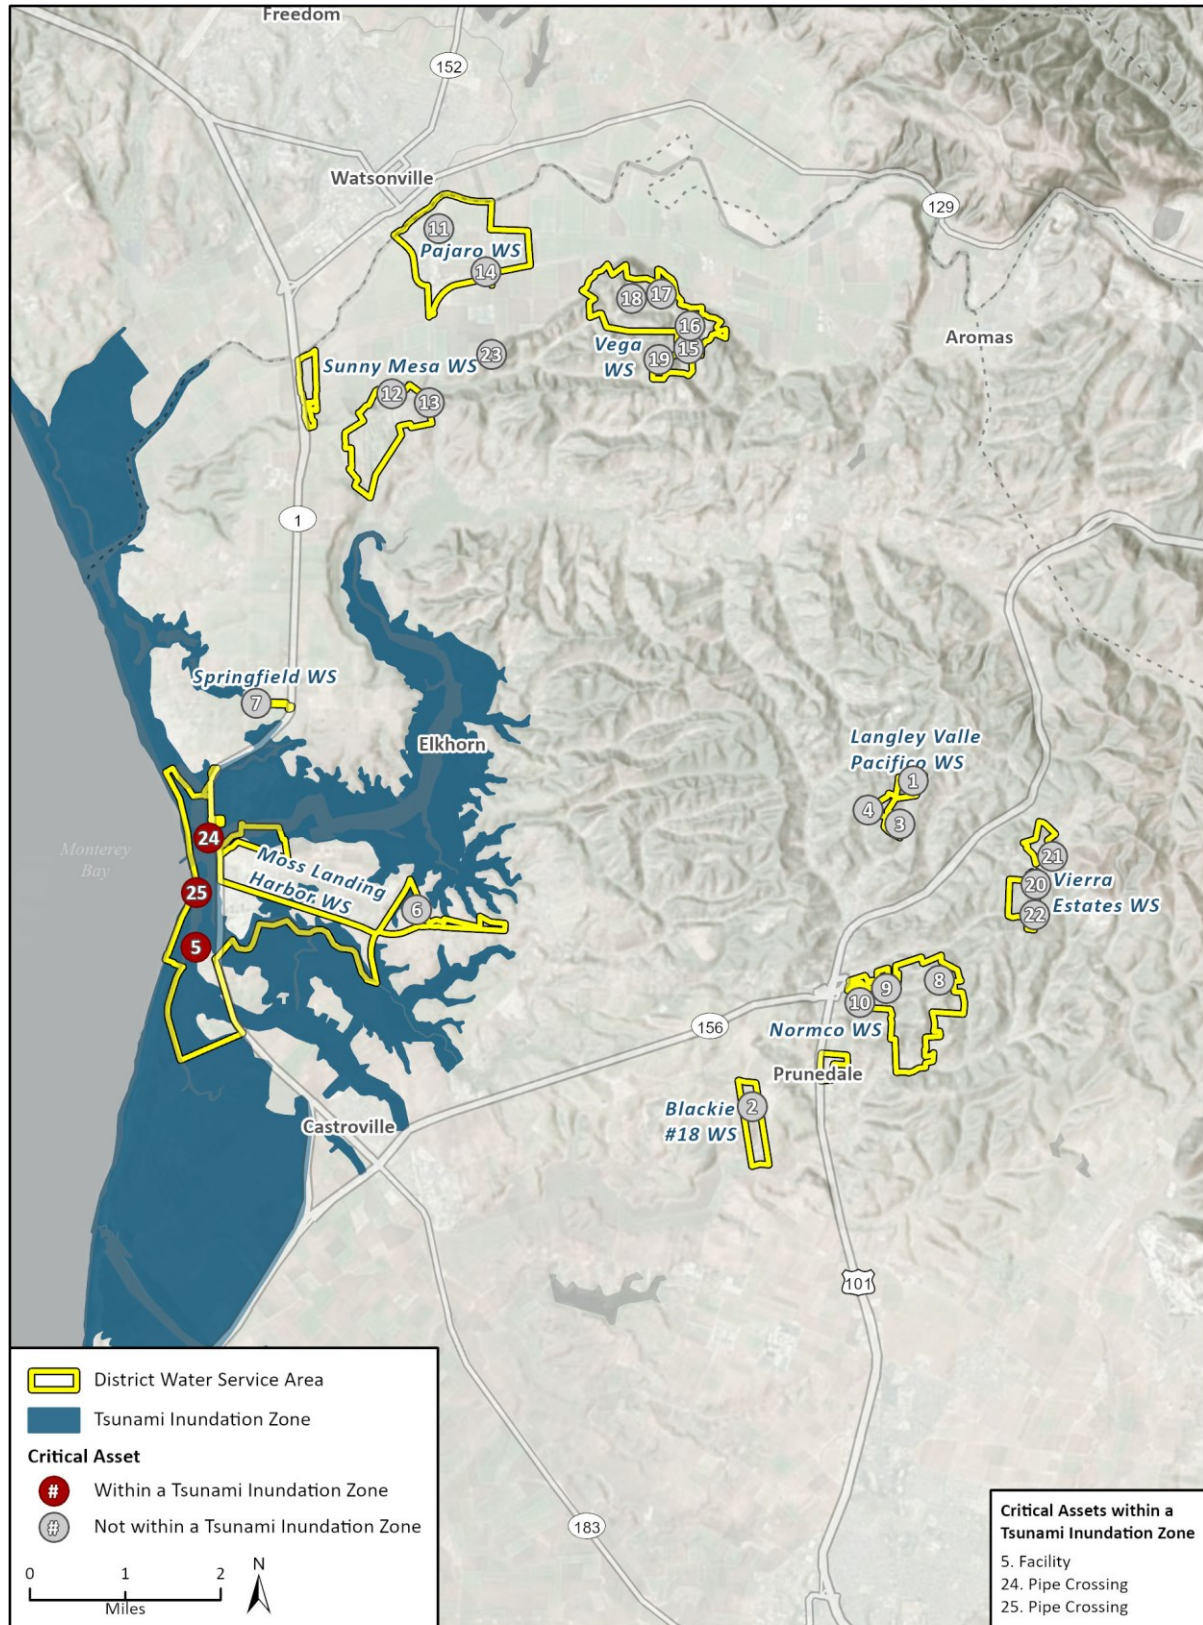 Freedom
152
Watsonville
129
11
Pajaro WS
14
18
17
16
15
19
Vega
WS
Aromas
23
Sunny Mesa WS
12
13
1
Springfield WS
7
Elkhorn
Langley Valle
Pacifico WS
1
4
3
24
Monterey
Bay
25
Moss Landing
Harbor WS
6
5
21
20
Vierra
Estates WS
22
8
9
10
Normco WS
156
Prunedale
Blackie
#18 WS
2
Castroville
101
183
District Water Service Area
Tsunami Inundation Zone
Critical Asset
# Within a Tsunami Inundation Zone
# Not within a Tsunami Inundation Zone
0 1 2
Miles
N
Critical Assets within a
Tsunami Inundation Zone
5. Facility
24. Pipe Crossing
25. Pipe Crossing